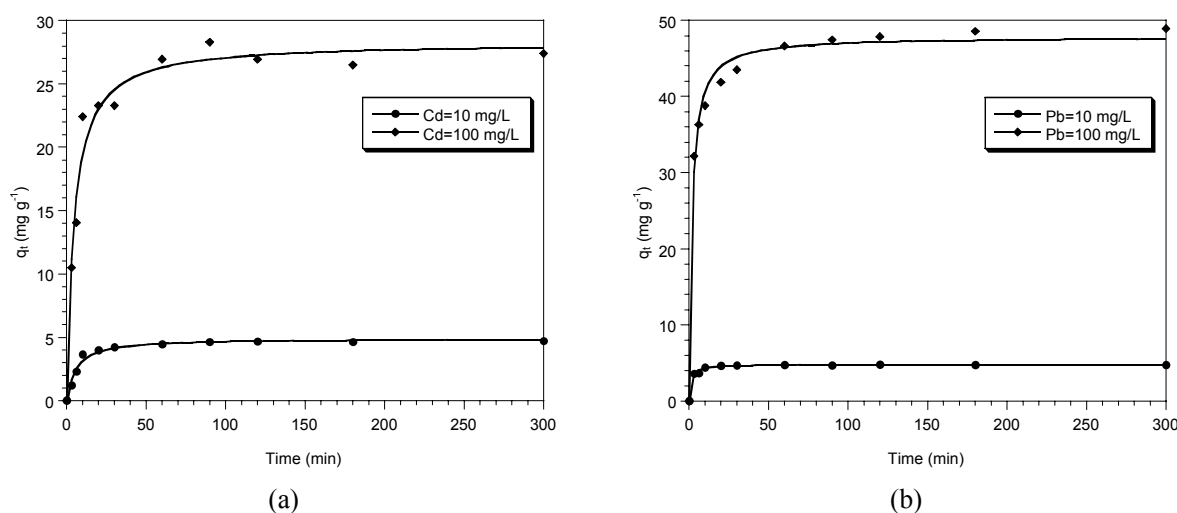 30
25
20
15
10
5
0
qt (mg g-1)
0 50 100 150 200 250 300
Time (min)
Cd=10 mg/L
Cd=100 mg/L
(a)
50
40
30
20
10
0
qt (mg g-1)
0 50 100 150 200 250 300
Time (min)
Pb=10 mg/L
Pb=100 mg/L
(b)